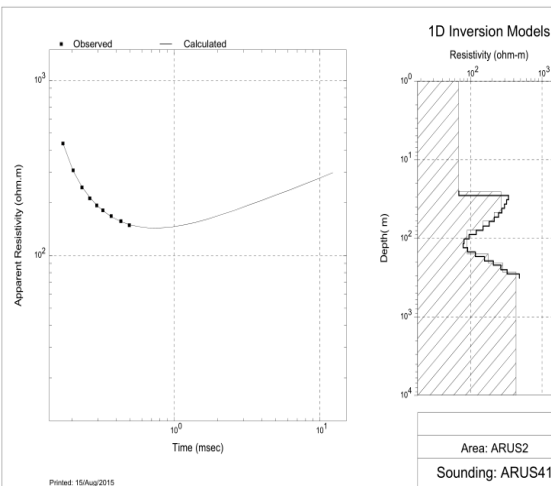 Observed Calculated
10³
10²
Apparent Resistivity (ohm.m)
10⁰ 10¹
Time (msec)
Printed: 15/Aug/2015
1D Inversion Models
Resistivity (ohm-m)
10² 10³
10⁰
10¹
10²
10³
10⁴
Depth( m)
Area: ARUS2
Sounding: ARUS41